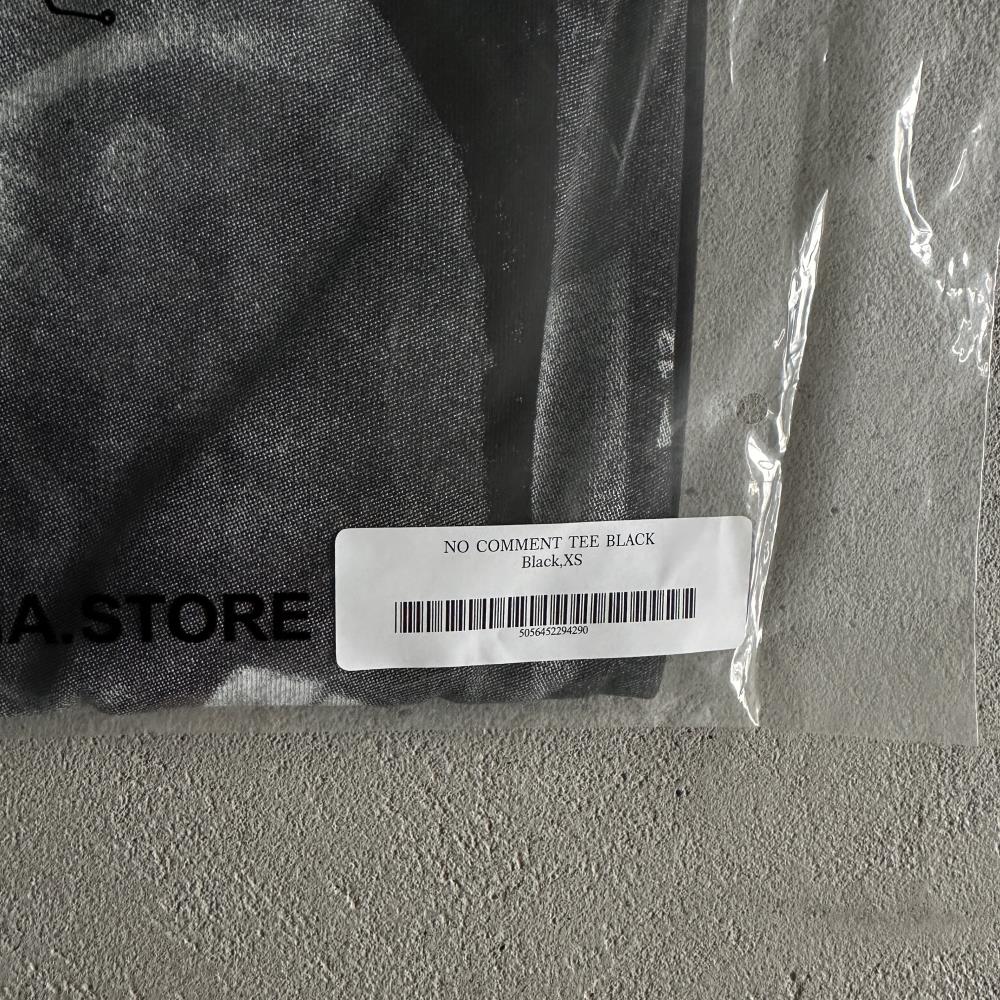 NO COMMENT TEE BLACK
Black,XS
5056452294290
A.STORE